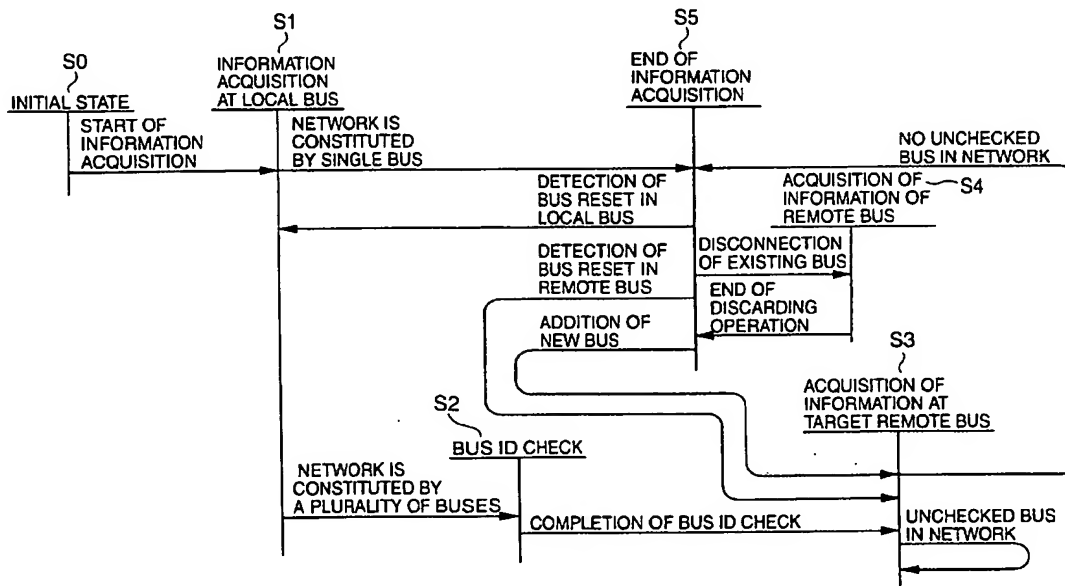 S0
INITIAL STATE
START OF
INFORMATION
ACQUISITION
S1
INFORMATION
ACQUISITION
AT LOCAL BUS
NETWORK IS
CONSTITUTED
BY SINGLE BUS
S5
END OF
INFORMATION
ACQUISITION
NO UNCHECKED
BUS IN NETWORK
DETECTION OF
BUS RESET IN
LOCAL BUS
ACQUISITION OF
INFORMATION OF
REMOTE BUS
S4
DETECTION OF
BUS RESET IN
REMOTE BUS
DISCONNECTION
OF EXISTING BUS
END OF
DISCARDING
OPERATION
ADDITION OF
NEW BUS
S3
ACQUISITION OF
INFORMATION AT
TARGET REMOTE BUS
S2
BUS ID CHECK
NETWORK IS
CONSTITUTED BY
A PLURALITY OF BUSES
COMPLETION OF BUS ID CHECK
UNCHECKED BUS
IN NETWORK